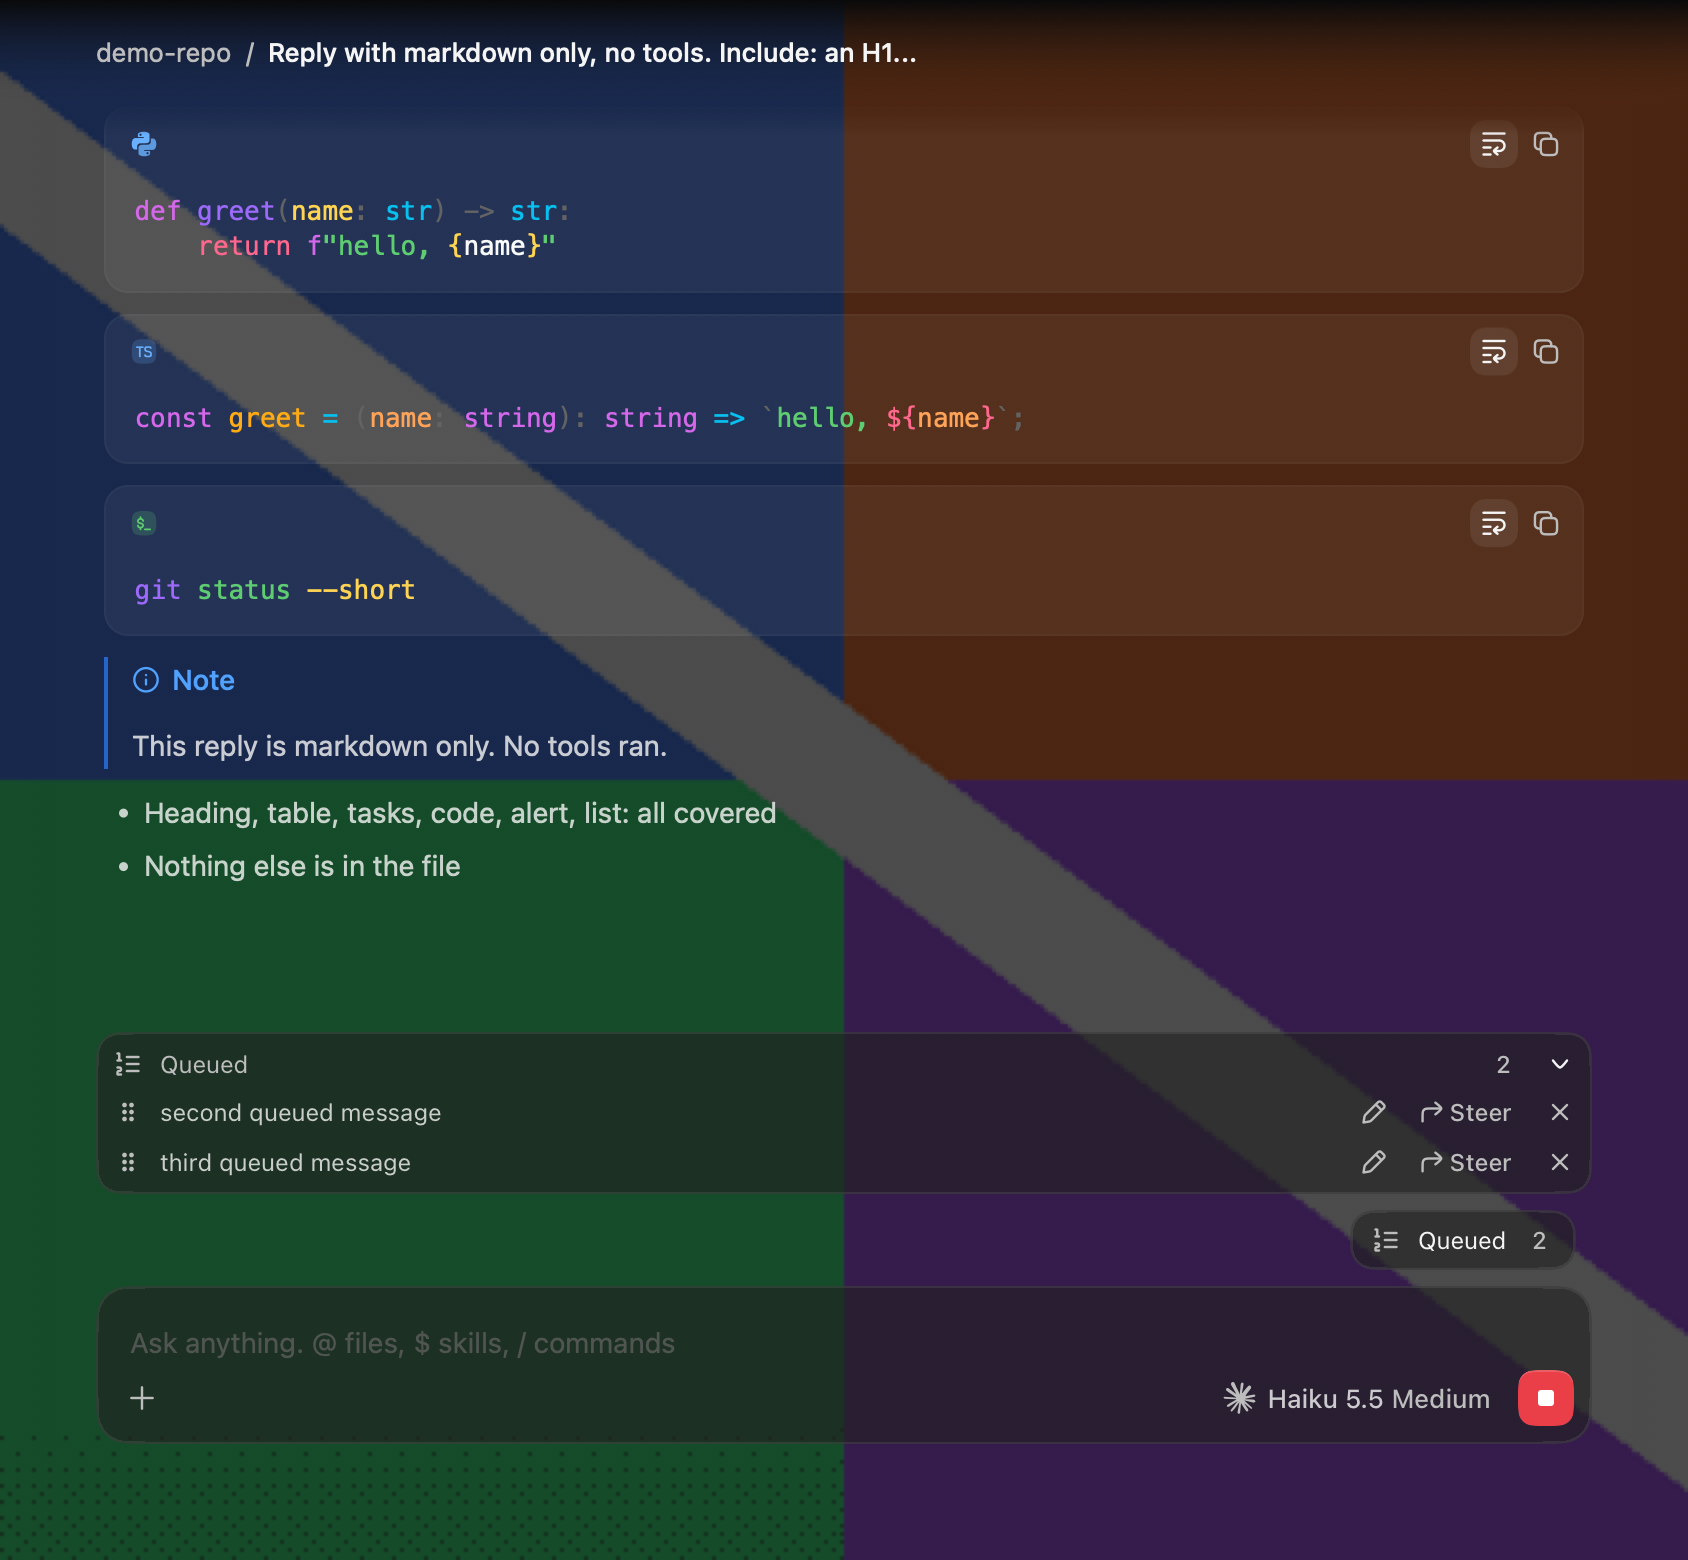 demo-repo / Reply with markdown only, no tools. Include: an H1...
def greet(name: str) -> str:
    return f"hello, {name}"
TS
const greet = (name: string): string => `hello, ${name}`;
$_
git status --short
Note
This reply is markdown only. No tools ran.
• Heading, table, tasks, code, alert, list: all covered
• Nothing else is in the file
Queued 2
second queued message Steer
third queued message Steer
Queued 2
Ask anything. @ files, $ skills, / commands
Haiku 5.5 Medium